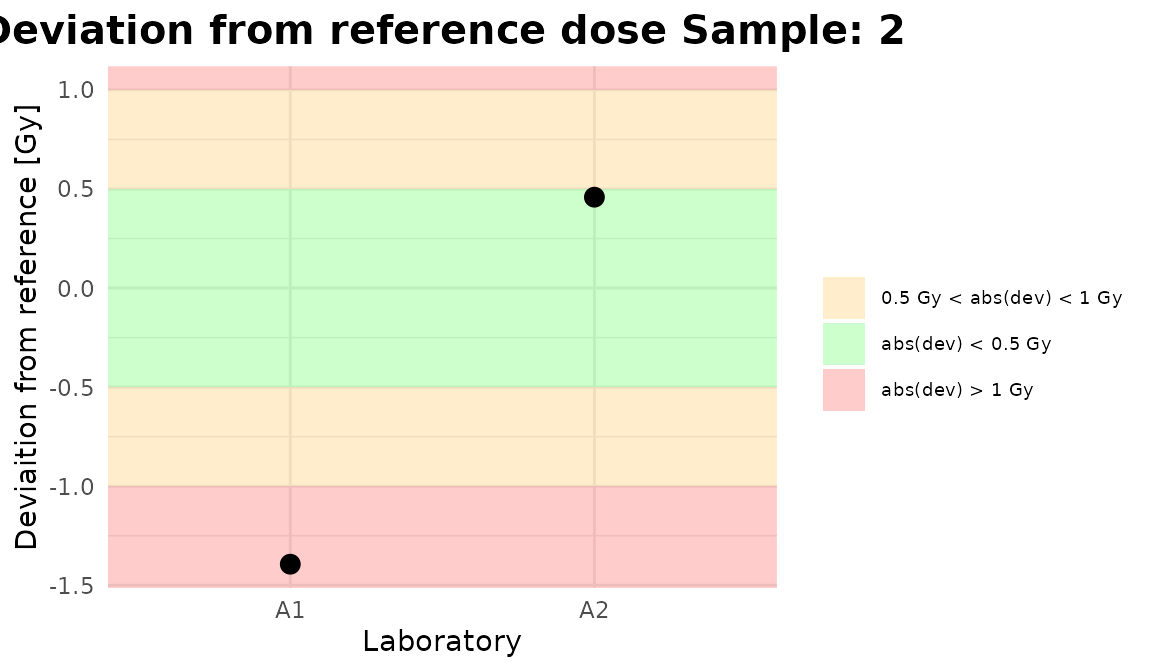 Deviation from reference dose Sample: 2
Deviaition from reference [Gy]
1.0
0.5
0.0
-0.5
-1.0
-1.5
A1 A2
Laboratory
0.5 Gy < abs(dev) < 1 Gy
abs(dev) < 0.5 Gy
abs(dev) > 1 Gy